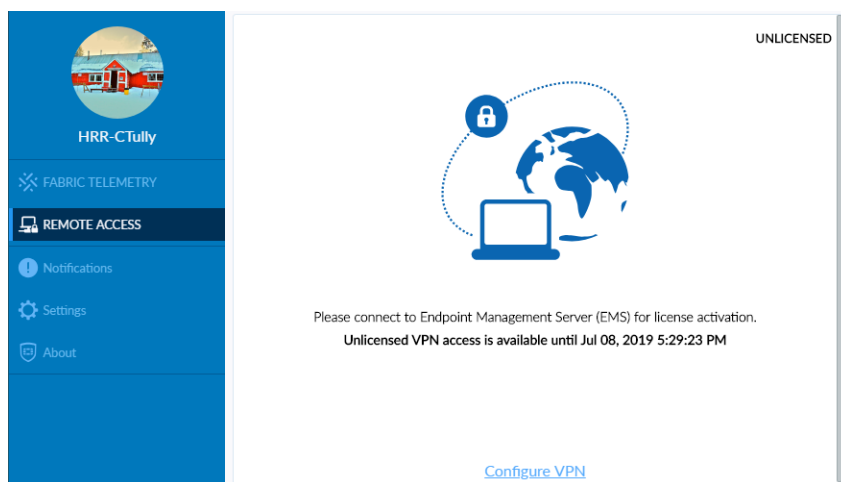 UNLICENSED
HRR-CTully
FABRIC TELEMETRY
REMOTE ACCESS
Notifications
Settings
About
Please connect to Endpoint Management Server (EMS) for license activation.
Unlicensed VPN access is available until Jul 08, 2019 5:29:23 PM
Configure VPN